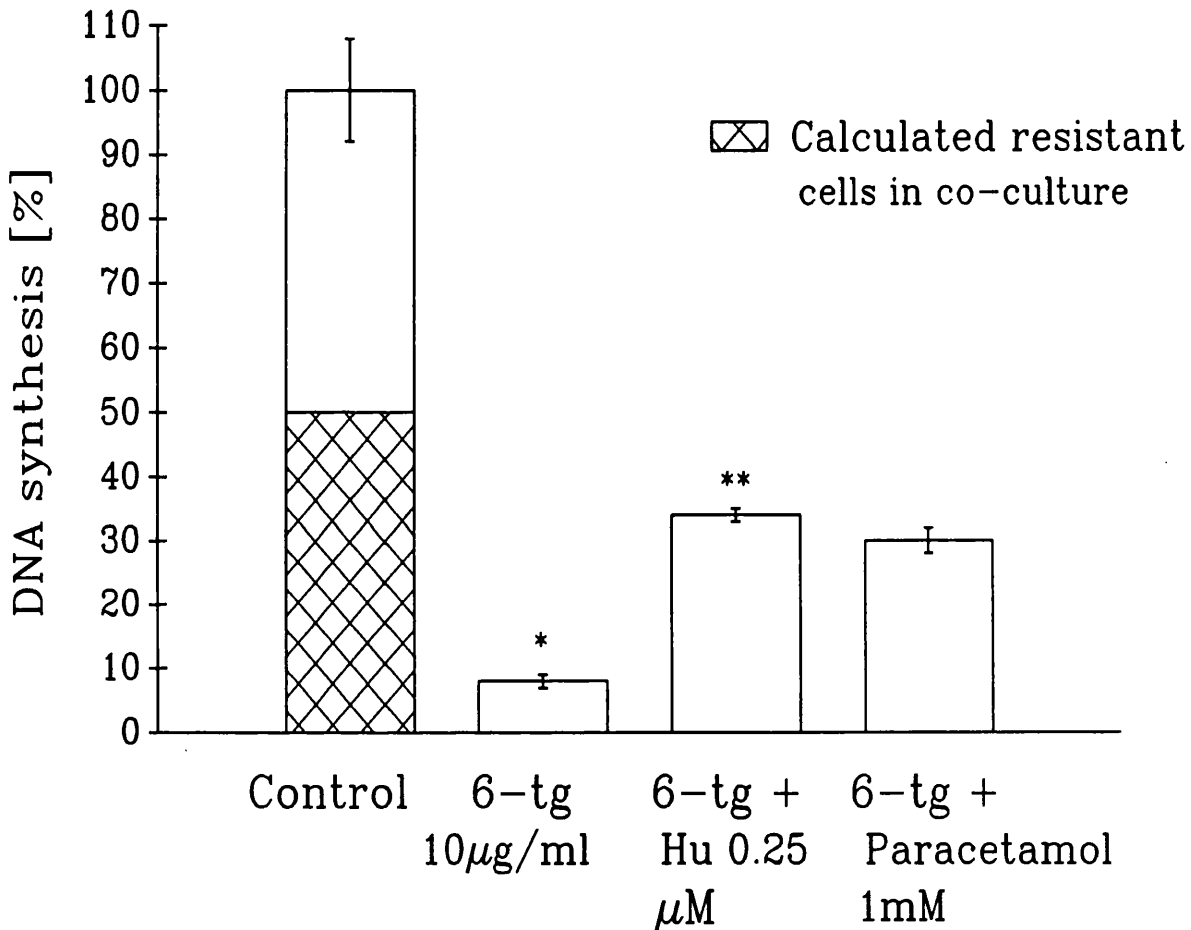 DNA synthesis [%]
110
100
90
80
70
60
50
40
30
20
10
0
Calculated resistant
cells in co-culture
*
**
Control
6-tg
10μg/ml
6-tg +
Hu 0.25
μM
6-tg +
Paracetamol
1mM